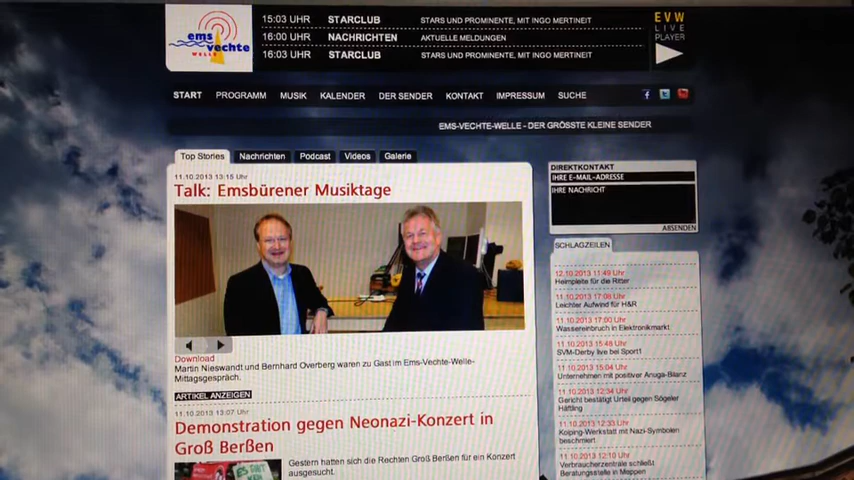 ems
vechte
WELLE
15:03 UHR STARCLUB STARS UND PROMINENTE, MIT INGO MERTINEIT
16:00 UHR NACHRICHTEN AKTUELLE MELDUNGEN
16:03 UHR STARCLUB STARS UND PROMINENTE, MIT INGO MERTINEIT
EVW
LIVE
PLAYER
START PROGRAMM MUSIK KALENDER DER SENDER KONTAKT IMPRESSUM SUCHE
EMS-VECHTE-WELLE - DER GRÖSSTE KLEINE SENDER
Top Stories Nachrichten Podcast Videos Galerie
11.10.2013 13:15 Uhr
Talk: Emsbürener Musiktage
Download
Martin Nieswandt und Bernhard Overberg waren zu Gast im Ems-Vechte-Welle-
Mittagsgespräch.
ARTIKEL ANZEIGEN
11.10.2013 13:07 Uhr
Demonstration gegen Neonazi-Konzert in
Groß Berßen
Gestern hatten sich die Rechten Groß Berßen für ein Konzert
ausgesucht.
ES GIBT
KEIN
DIREKTKONTAKT
IHRE E-MAIL-ADRESSE
IHRE NACHRICHT
ABSENDEN
SCHLAGZEILEN
12.10.2013 11:49 Uhr
Heimpleite für die Ritter
11.10.2013 17:08 Uhr
Leichter Aufwind für H&R
11.10.2013 17:00 Uhr
Wassereinbruch in Elektronikmarkt
11.10.2013 15:48 Uhr
SVM-Derby live bei Sport1
11.10.2013 15:04 Uhr
Unternehmen mit positiver Anuga-Bilanz
11.10.2013 12:34 Uhr
Gericht bestätigt Urteil gegen Sögeler
Häftling
11.10.2013 12:33 Uhr
Kolping-Werkstatt mit Nazi-Symbolen
beschmiert
11.10.2013 12:10 Uhr
Verbraucherzentrale schließt
Beratungsstelle in Meppen